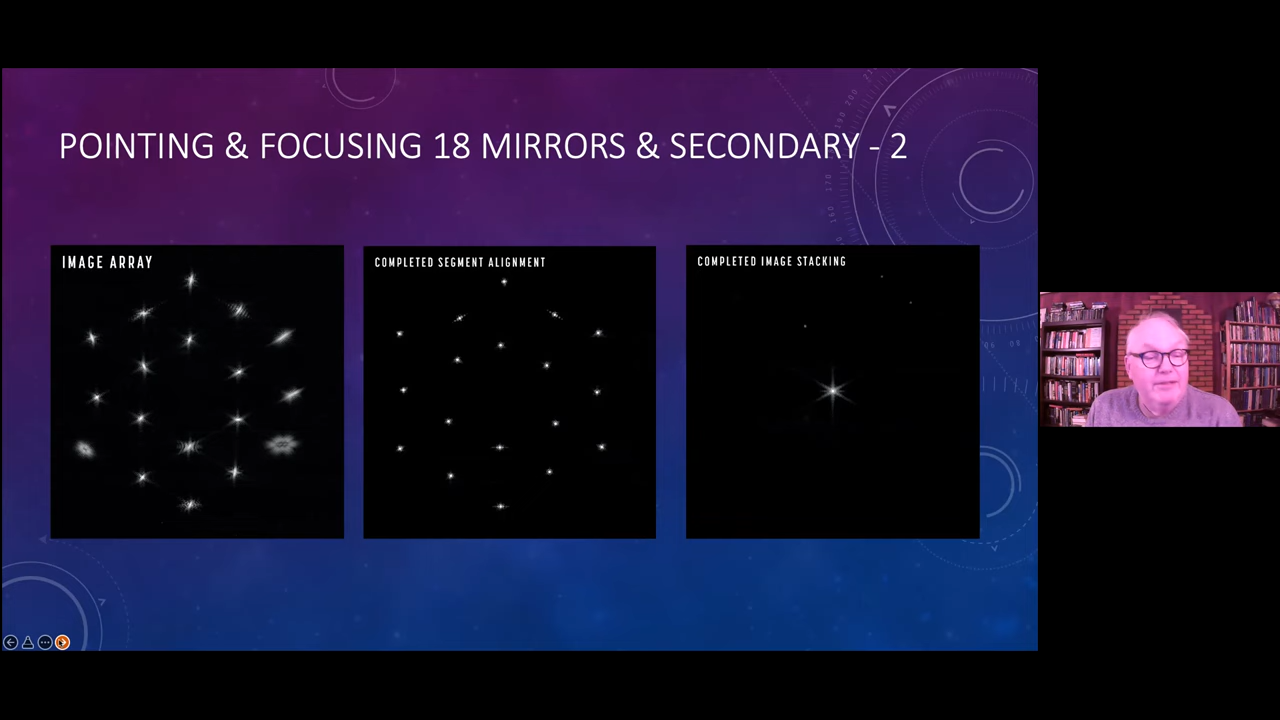 POINTING & FOCUSING 18 MIRRORS & SECONDARY - 2
IMAGE ARRAY
COMPLETED SEGMENT ALIGNMENT
COMPLETED IMAGE STACKING